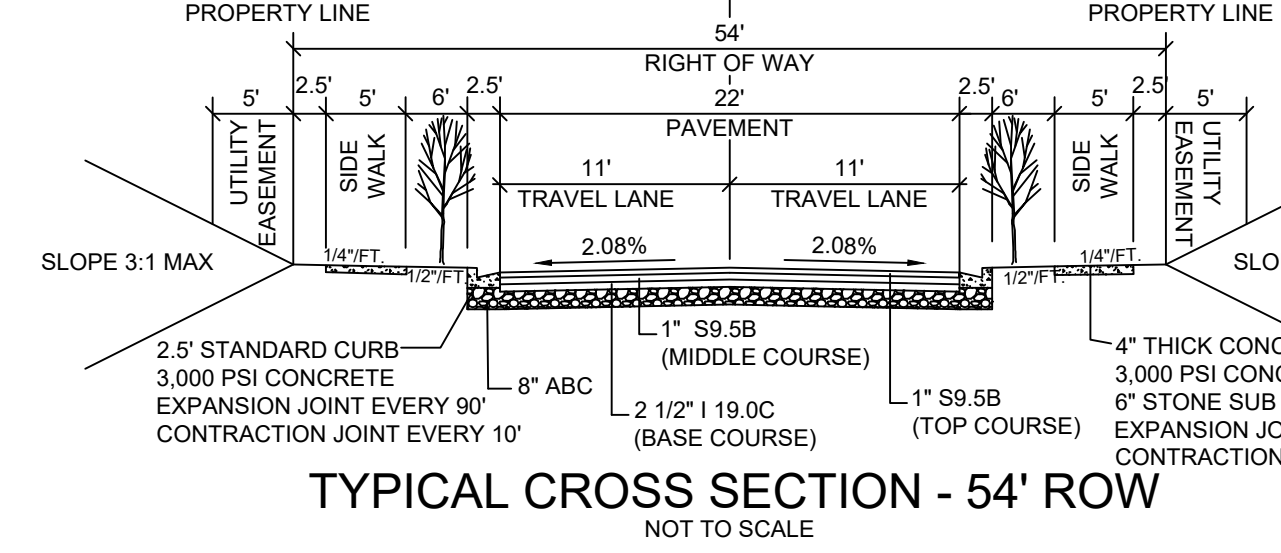 PROPERTY LINE
PROPERTY LINE
54'
RIGHT OF WAY
5'
2.5'
5'
6'
2.5'
22'
2.5'
6'
5'
2.5'
5'
PAVEMENT
UTILITY
EASEMENT
SIDE
WALK
11'
11'
TRAVEL LANE
TRAVEL LANE
SIDE
WALK
UTILITY
EASEMENT
2.08%
2.08%
SLOPE 3:1 MAX
1/4"/FT.
1/2"/FT.
1/2"/FT.
1/4"/FT.
SLO
2.5' STANDARD CURB
3,000 PSI CONCRETE
EXPANSION JOINT EVERY 90'
CONTRACTION JOINT EVERY 10'
8" ABC
1" S9.5B
(MIDDLE COURSE)
2 1/2" I 19.0C
(BASE COURSE)
1" S9.5B
(TOP COURSE)
4" THICK CONC
3,000 PSI CONC
6" STONE SUB
EXPANSION JO
CONTRACTION
TYPICAL CROSS SECTION - 54' ROW
NOT TO SCALE